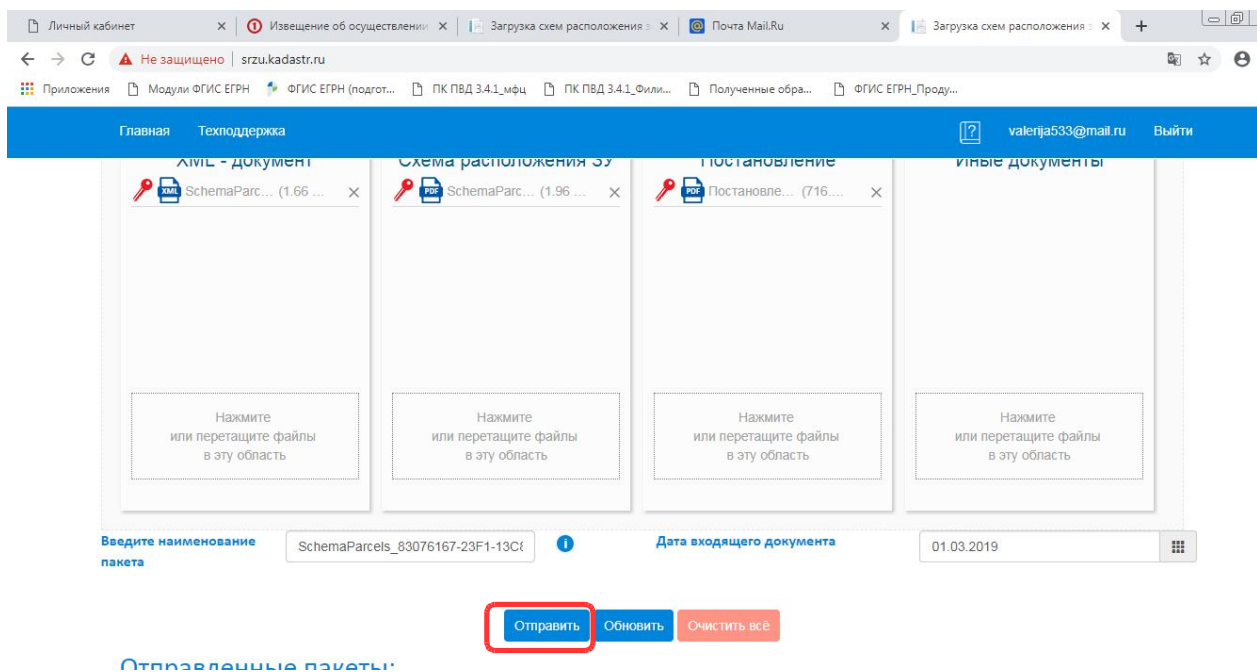 Личный кабинет
Извещение об осуществлении
Загрузка схем расположения з
Почта Mail.Ru
Загрузка схем расположения з
Не защищено
srzu.kadastr.ru
Приложения
Модули ФГИС ЕГРН
ФГИС ЕГРН (подгот...
ПК ПВД 3.4.1_мфц
ПК ПВД 3.4.1_Фили...
Полученные обра...
ФГИС ЕГРН_Проду...
Главная
Техподдержка
valerija533@mail.ru
Выйти
XML - документ
Схема расположения ЗУ
Постановление
Иные документы
XML SchemaParc... (1.66 ...
PDF SchemaParc... (1.96 ...
PDF Постановле... (716....
Нажмите
или перетащите файлы
в эту область
Нажмите
или перетащите файлы
в эту область
Нажмите
или перетащите файлы
в эту область
Нажмите
или перетащите файлы
в эту область
Введите наименование
пакета
SchemaParcels_83076167-23F1-13C8
Дата входящего документа
01.03.2019
Отправить
Обновить
Очистить всё
Отправленные пакеты: